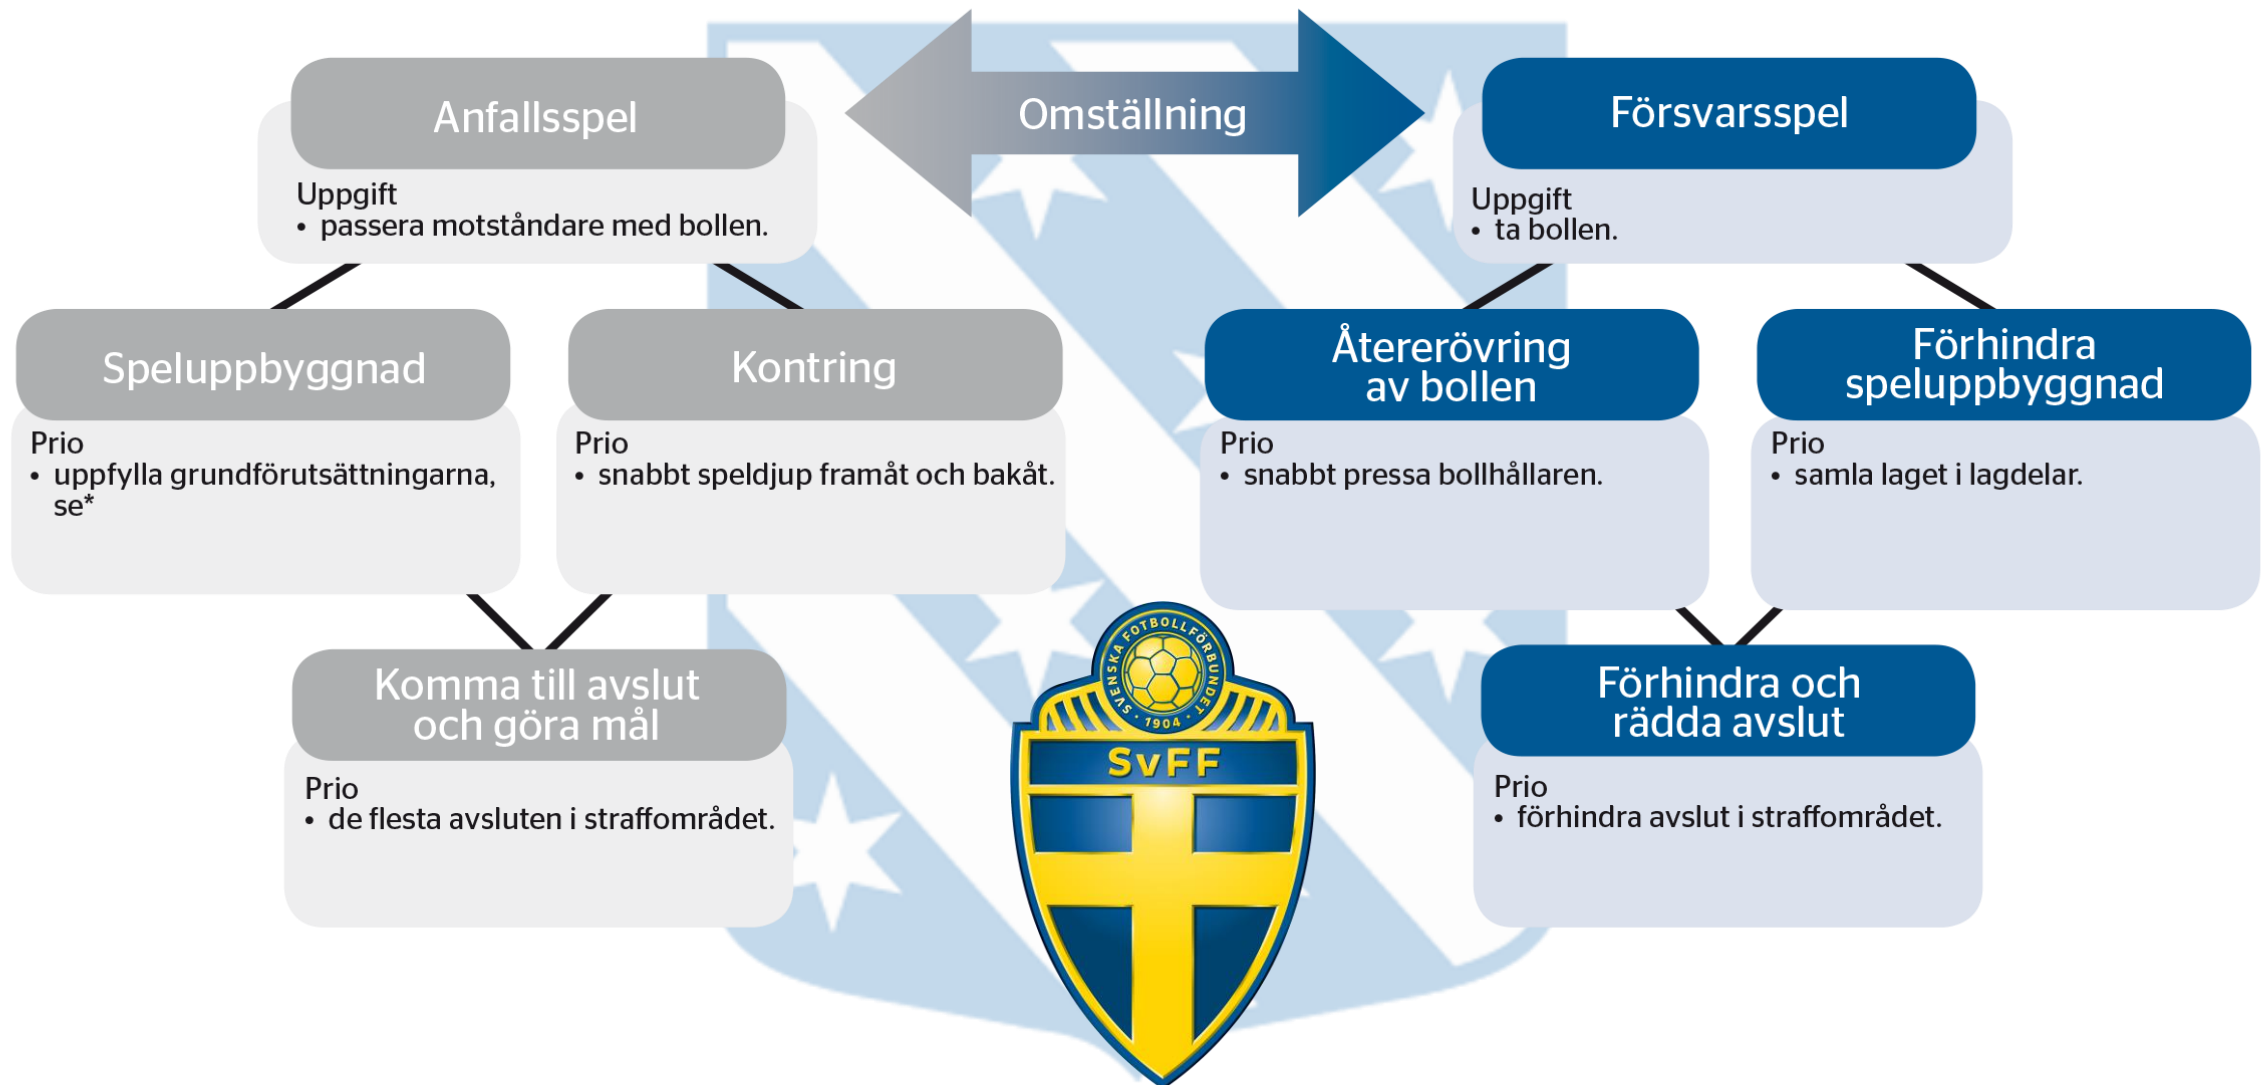 Anfallsspel
Uppgift
• passera motståndare med bollen.
Omställning
Försvarsspel
Uppgift
• ta bollen.
Speluppbyggnad
Prio
• uppfylla grundförutsättningarna,
se*
Kontring
Prio
• snabbt speldjup framåt och bakåt.
Återerövring
av bollen
Prio
• snabbt pressa bollhållaren.
Förhindra
speluppbyggnad
Prio
• samla laget i lagdelar.
Komma till avslut
och göra mål
Prio
• de flesta avsluten i straffområdet.
SVENSKA FOTBOLLFÖRBUNDET
· 1904 ·
SvFF
Förhindra och
rädda avslut
Prio
• förhindra avslut i straffområdet.